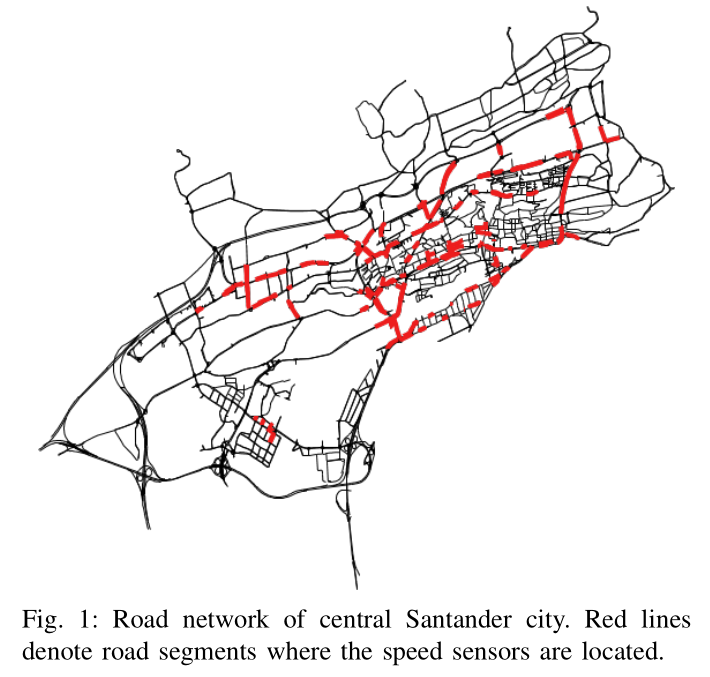 Fig. 1: Road network of central Santander city. Red lines
denote road segments where the speed sensors are located.